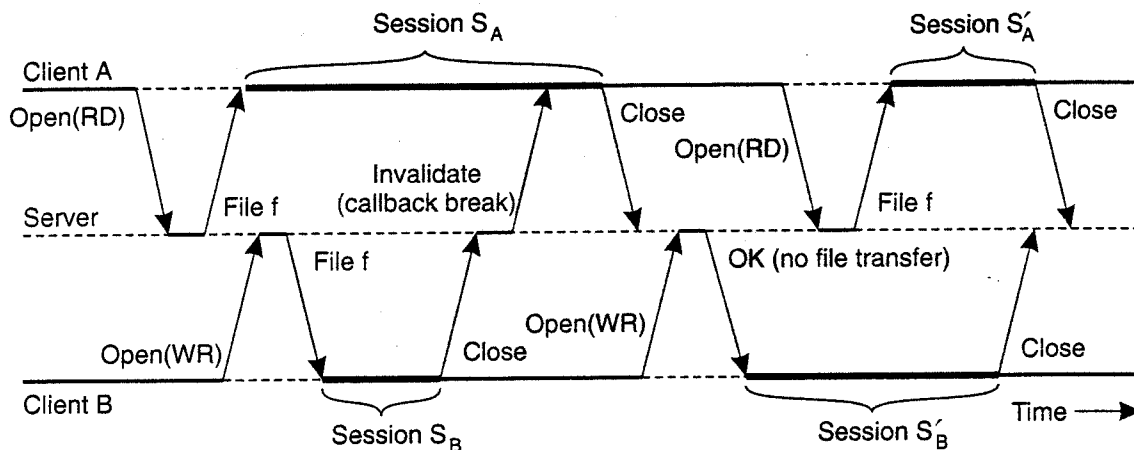 Session S_A
Session S′_A
Client A
Open(RD)
Close
Close
Open(RD)
Invalidate
(callback break)
Server
File f
File f
File f
OK (no file transfer)
Open(WR)
Open(WR)
Close
Close
Client B
Time
Session S_B
Session S′_B